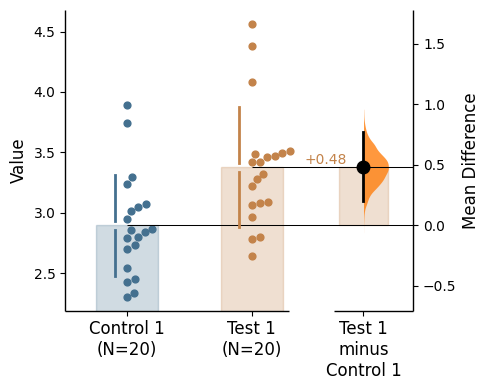 4.5
4.0
3.5
3.0
2.5
Value
1.5
1.0
0.5
0.0
−0.5
Mean Difference
+0.48
Control 1
(N=20)
Test 1
(N=20)
Test 1
minus
Control 1